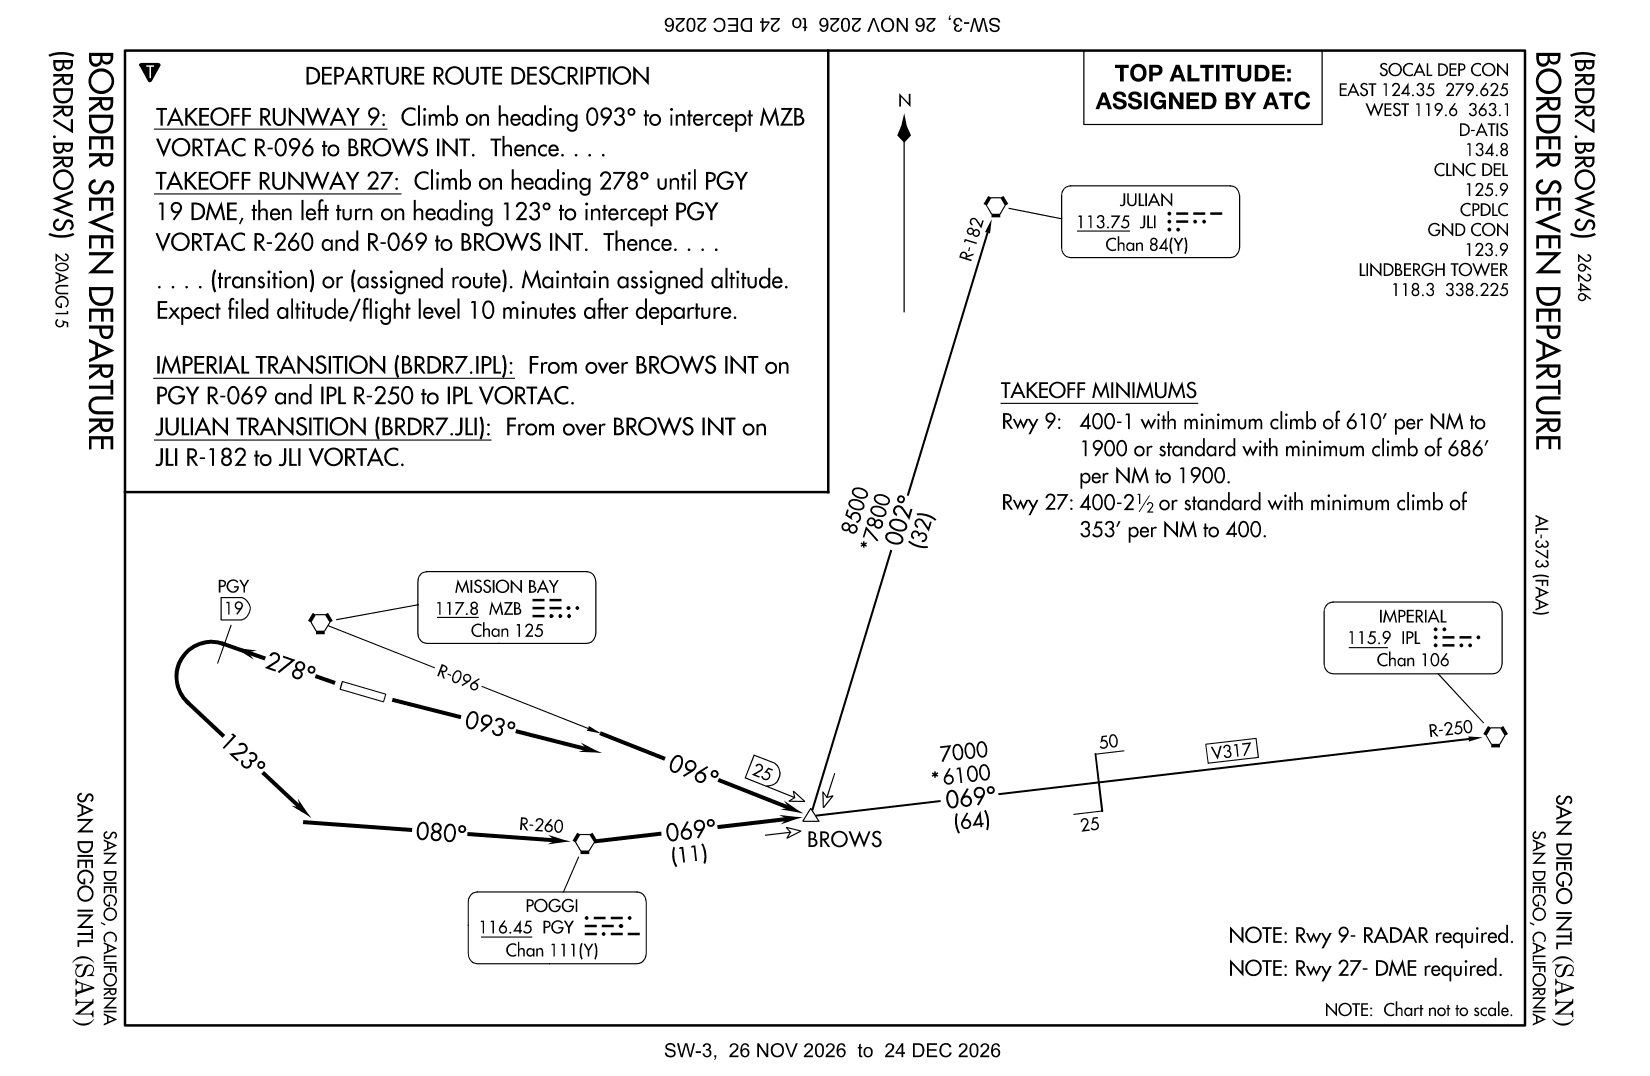 SW-3, 26 NOV 2026 to 24 DEC 2026
(BRDR7.BROWS) 20AUG15
BORDER SEVEN DEPARTURE
SAN DIEGO INTL (SAN)
SAN DIEGO, CALIFORNIA
T
DEPARTURE ROUTE DESCRIPTION
TAKEOFF RUNWAY 9: Climb on heading 093° to intercept MZB
VORTAC R-096 to BROWS INT. Thence. . . .
TAKEOFF RUNWAY 27: Climb on heading 278° until PGY
19 DME, then left turn on heading 123° to intercept PGY
VORTAC R-260 and R-069 to BROWS INT. Thence. . . .
. . . . (transition) or (assigned route). Maintain assigned altitude.
Expect filed altitude/flight level 10 minutes after departure.
IMPERIAL TRANSITION (BRDR7.IPL): From over BROWS INT on
PGY R-069 and IPL R-250 to IPL VORTAC.
JULIAN TRANSITION (BRDR7.JLI): From over BROWS INT on
JLI R-182 to JLI VORTAC.
N
TOP ALTITUDE:
ASSIGNED BY ATC
SOCAL DEP CON
EAST 124.35 279.625
WEST 119.6 363.1
D-ATIS
134.8
CLNC DEL
125.9
CPDLC
GND CON
123.9
LINDBERGH TOWER
118.3 338.225
JULIAN
113.75 JLI
Chan 84(Y)
R-182
TAKEOFF MINIMUMS
Rwy 9: 400-1 with minimum climb of 610' per NM to
1900 or standard with minimum climb of 686'
per NM to 1900.
Rwy 27: 400-2½ or standard with minimum climb of
353' per NM to 400.
8500
*7800
002°
(32)
PGY
19
MISSION BAY
117.8 MZB
Chan 125
278°
R-096
093°
123°
096°
25
IMPERIAL
115.9 IPL
Chan 106
R-250
V317
50
25
7000
*6100
069°
(64)
BROWS
080°
R-260
069°
(11)
POGGI
116.45 PGY
Chan 111(Y)
NOTE: Rwy 9- RADAR required.
NOTE: Rwy 27- DME required.
NOTE: Chart not to scale.
(BRDR7.BROWS) 26246
BORDER SEVEN DEPARTURE
AL-373 (FAA)
SAN DIEGO INTL (SAN)
SAN DIEGO, CALIFORNIA
SW-3, 26 NOV 2026 to 24 DEC 2026